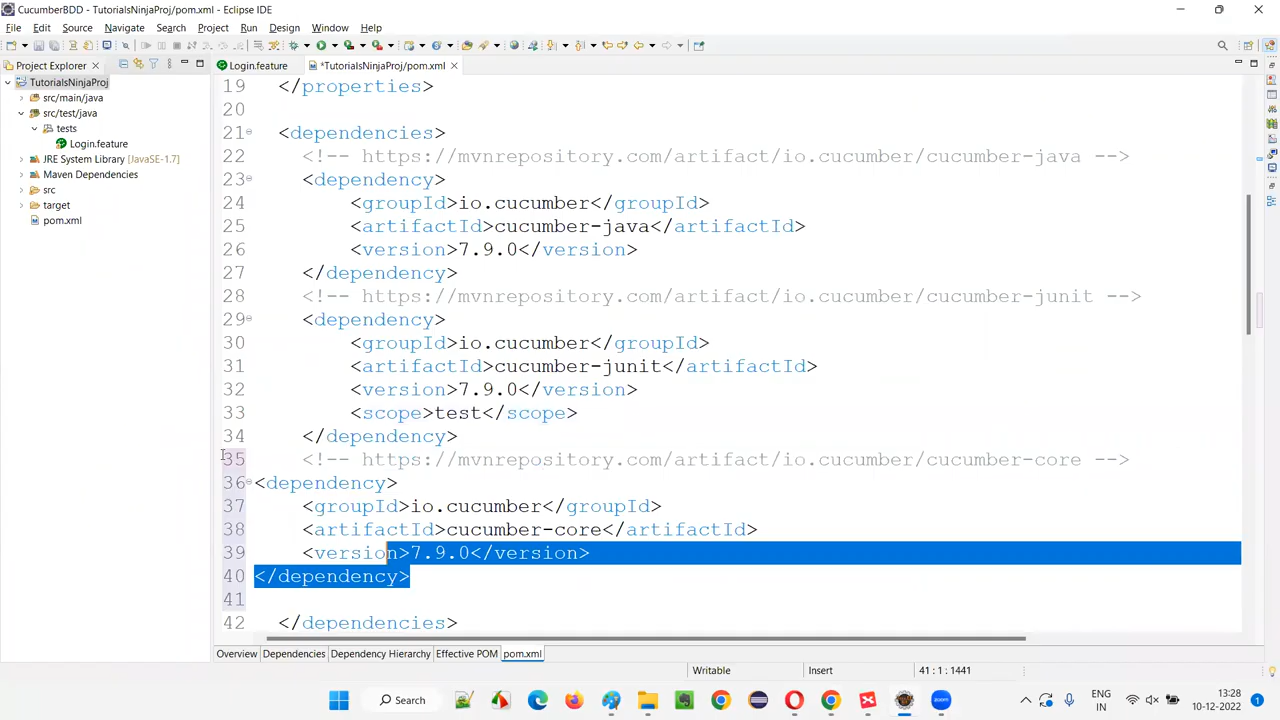 CucumberBDD - TutorialsNinjaProj/pom.xml - Eclipse IDE
File Edit Source Refactor Navigate Search Project Run Design Window Help
Project Explorer
TutorialsNinjaProj
src/main/java
src/test/java
tests
Login.feature
JRE System Library [JavaSE-1.7]
Maven Dependencies
src
target
pom.xml
Login.feature
*TutorialsNinjaProj/pom.xml
19 </properties>
20
21 <dependencies>
22 <!-- https://mvnrepository.com/artifact/io.cucumber/cucumber-java -->
23 <dependency>
24 <groupId>io.cucumber</groupId>
25 <artifactId>cucumber-java</artifactId>
26 <version>7.9.0</version>
27 </dependency>
28 <!-- https://mvnrepository.com/artifact/io.cucumber/cucumber-junit -->
29 <dependency>
30 <groupId>io.cucumber</groupId>
31 <artifactId>cucumber-junit</artifactId>
32 <version>7.9.0</version>
33 <scope>test</scope>
34 </dependency>
35 <!-- https://mvnrepository.com/artifact/io.cucumber/cucumber-core -->
36 <dependency>
37 <groupId>io.cucumber</groupId>
38 <artifactId>cucumber-core</artifactId>
39 <version>7.9.0</version>
40 </dependency>
41
42 </dependencies>
Overview Dependencies Dependency Hierarchy Effective POM pom.xml
Writable Insert 41 : 1 : 1441
Search
zoom
ENG
IN
13:28
10-12-2022
1